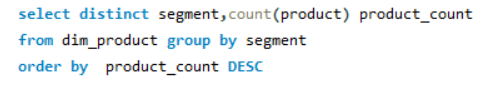 select distinct segment,count(product) product_count
from dim_product group by segment
order by  product_count DESC